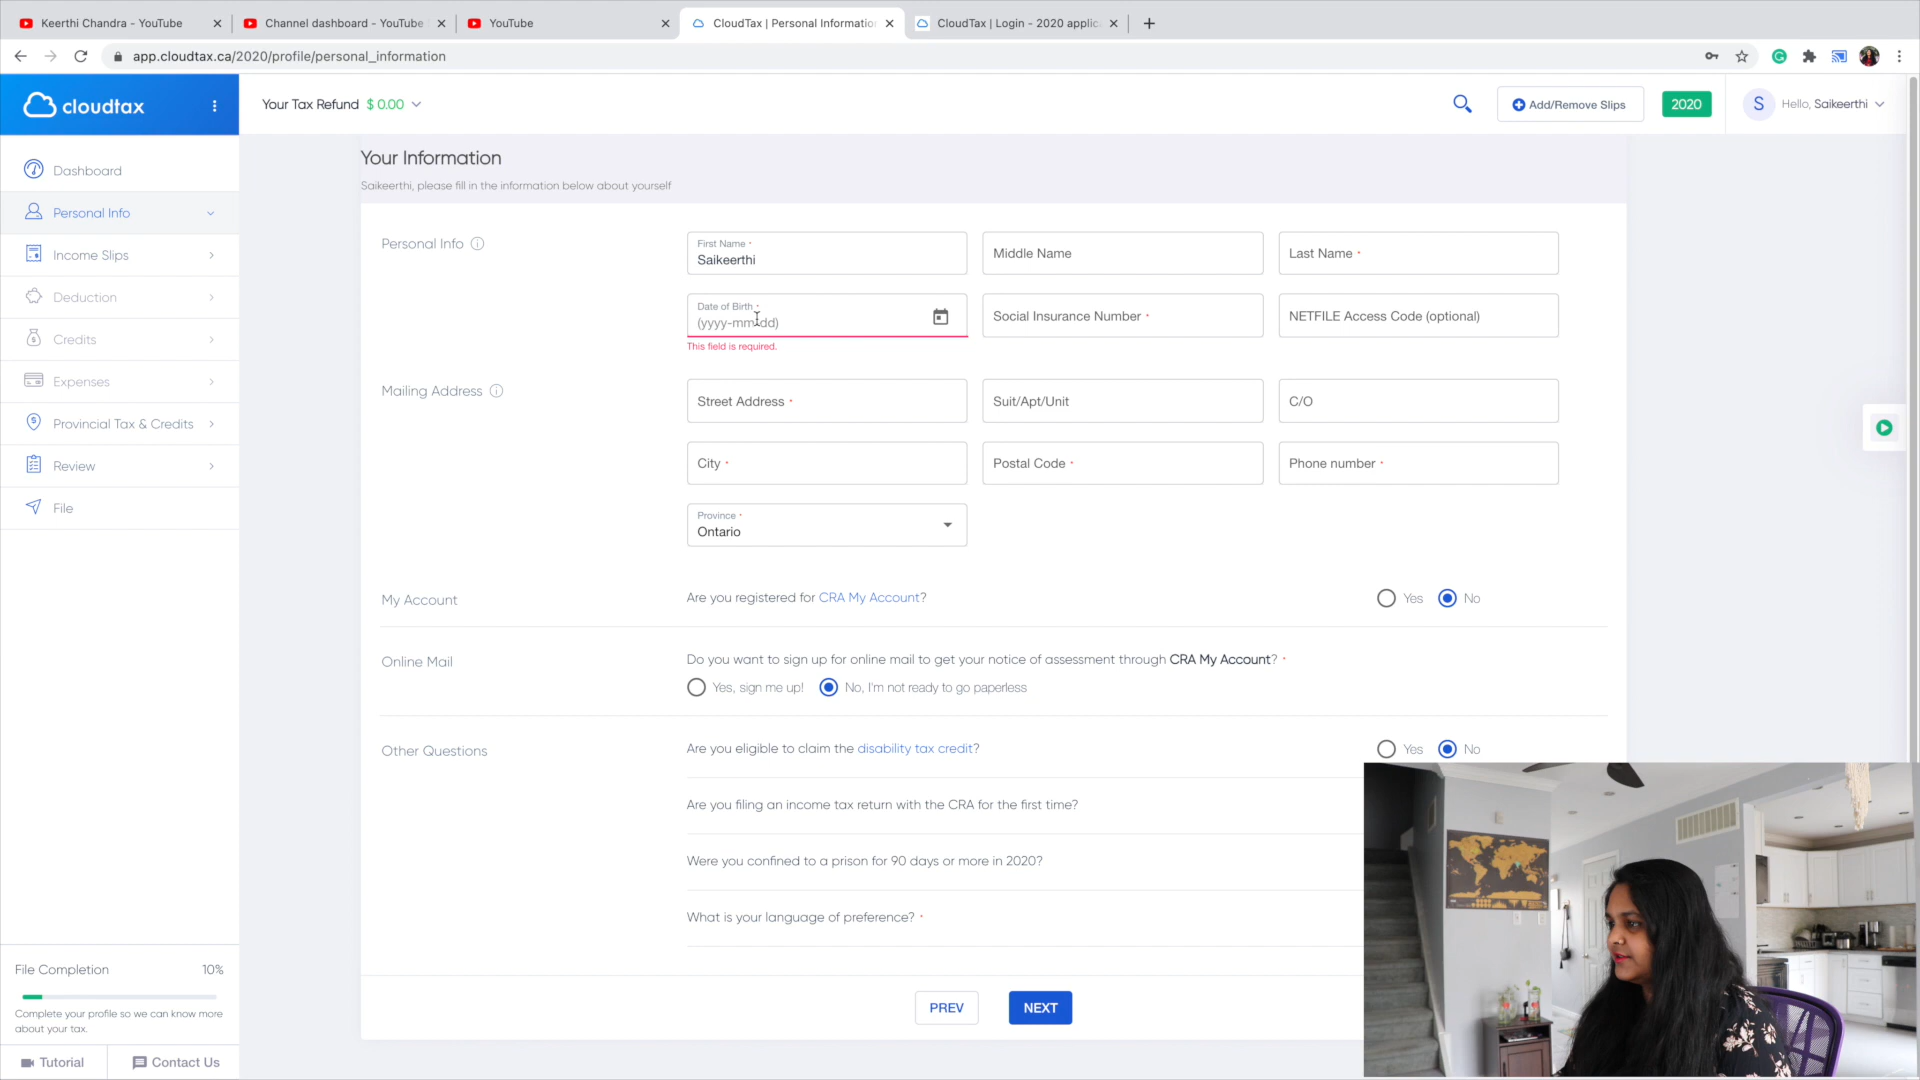 Keerthi Chandra - YouTube
Channel dashboard - YouTube
YouTube
CloudTax | Personal Informatio
CloudTax | Login - 2020 applic
app.cloudtax.ca/2020/profile/personal_information
cloudtax
Your Tax Refund $ 0.00
Add/Remove Slips
2020
S
Hello, Saikeerthi
Dashboard
Personal Info
Income Slips
Deduction
Credits
Expenses
Provincial Tax & Credits
Review
File
Your Information
Saikeerthi, please fill in the information below about yourself
Personal Info
First Name *
Saikeerthi
Middle Name
Last Name *
Date of Birth *
(yyyy-mm-dd)
This field is required.
Social Insurance Number *
NETFILE Access Code (optional)
Mailing Address
Street Address *
Suit/Apt/Unit
C/O
City *
Postal Code *
Phone number *
Province *
Ontario
My Account
Are you registered for CRA My Account?
Yes
No
Online Mail
Do you want to sign up for online mail to get your notice of assessment through CRA My Account? *
Yes, sign me up!
No, I'm not ready to go paperless
Other Questions
Are you eligible to claim the disability tax credit?
Yes
No
Are you filing an income tax return with the CRA for the first time?
Were you confined to a prison for 90 days or more in 2020?
What is your language of preference? *
PREV
NEXT
File Completion
10%
Complete your profile so we can know more
about your tax.
Tutorial
Contact Us